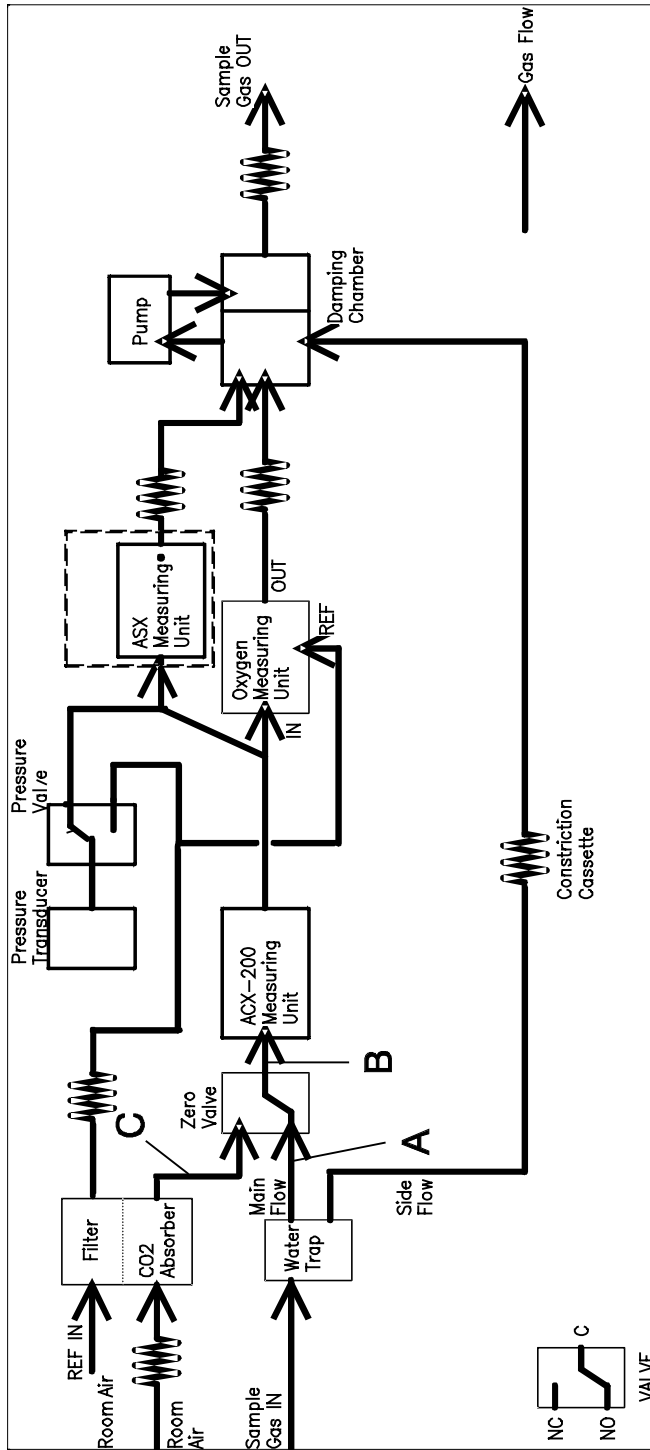 REF IN
Room Air
Filter
CO2
Absorber
Room
Air
C
Sample
Gas IN
Water
Trap
Main
Flow
Side
Flow
A
Zero
Valve
B
ACX-200
Measuring
Unit
Pressure
Transducer
Pressure
Valve
IN
Oxygen
Measuring
Unit
REF
OUT
ASX
Measuring
Unit
Pump
Damping
Chamber
Sample
Gas OUT
Constriction
Cassette
Gas Flow
NC
NO
C
VALVE